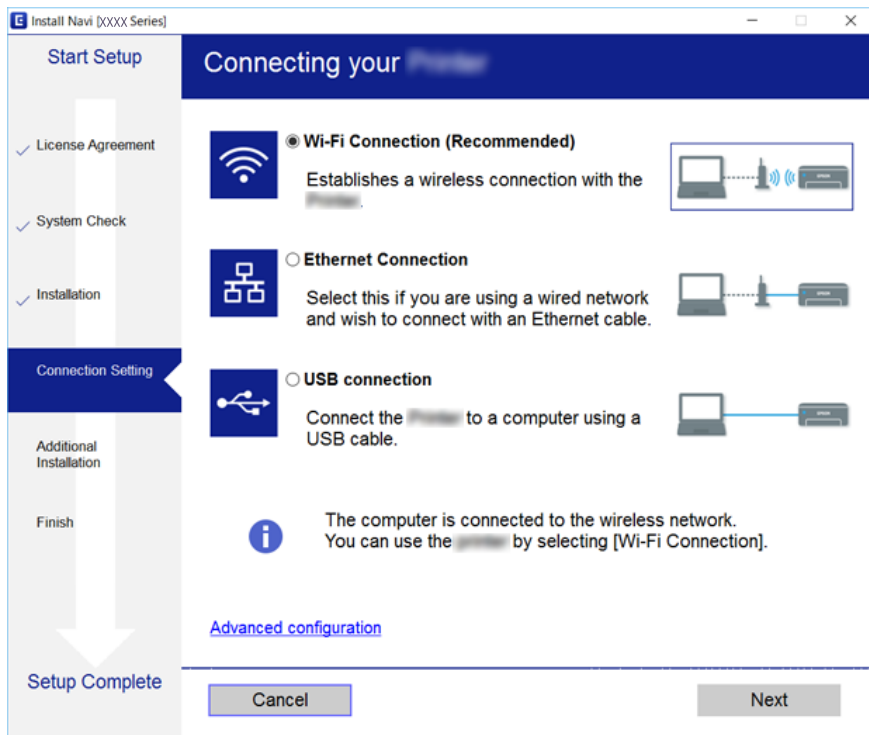 Install Navi [XXXX Series]
Start Setup
License Agreement
System Check
Installation
Connection Setting
Additional
Installation
Finish
Setup Complete
Connecting your
Wi-Fi Connection (Recommended)
Establishes a wireless connection with the
.
Ethernet Connection
Select this if you are using a wired network
and wish to connect with an Ethernet cable.
USB connection
Connect the to a computer using a
USB cable.
The computer is connected to the wireless network.
You can use the by selecting [Wi-Fi Connection].
Advanced configuration
Cancel
Next